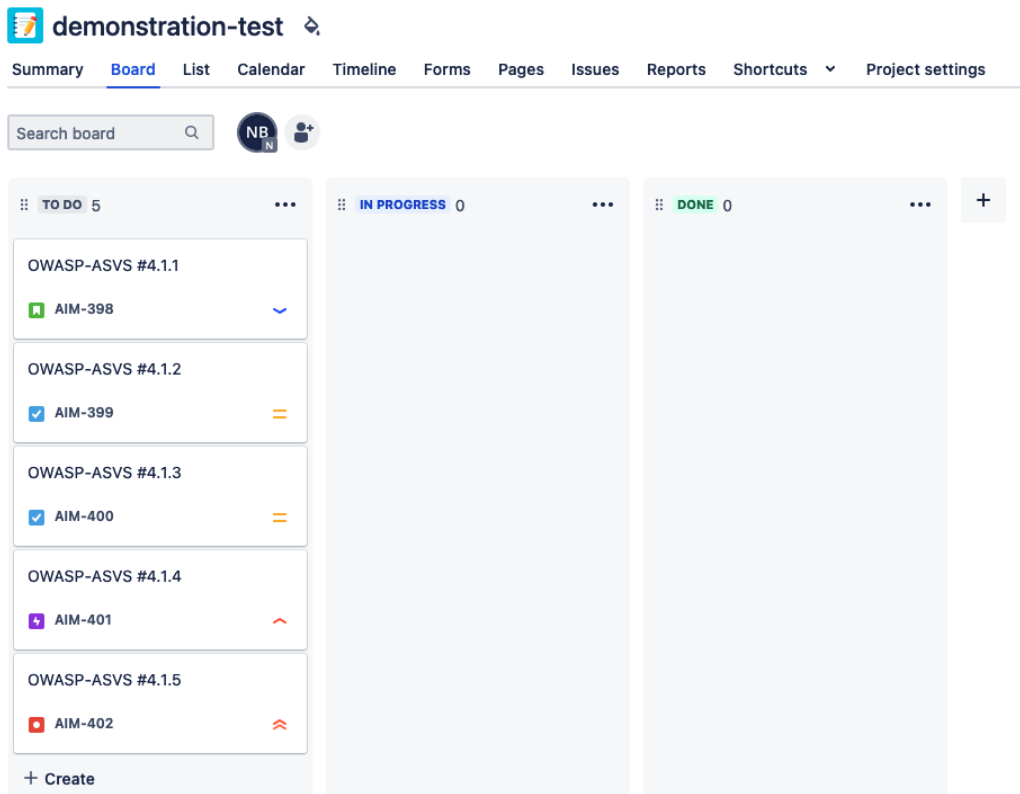 demonstration-test
Summary Board List Calendar Timeline Forms Pages Issues Reports Shortcuts Project settings
Search board
NB
N
TO DO 5
OWASP-ASVS #4.1.1
AIM-398
OWASP-ASVS #4.1.2
AIM-399
OWASP-ASVS #4.1.3
AIM-400
OWASP-ASVS #4.1.4
AIM-401
OWASP-ASVS #4.1.5
AIM-402
+ Create
IN PROGRESS 0
DONE 0
+